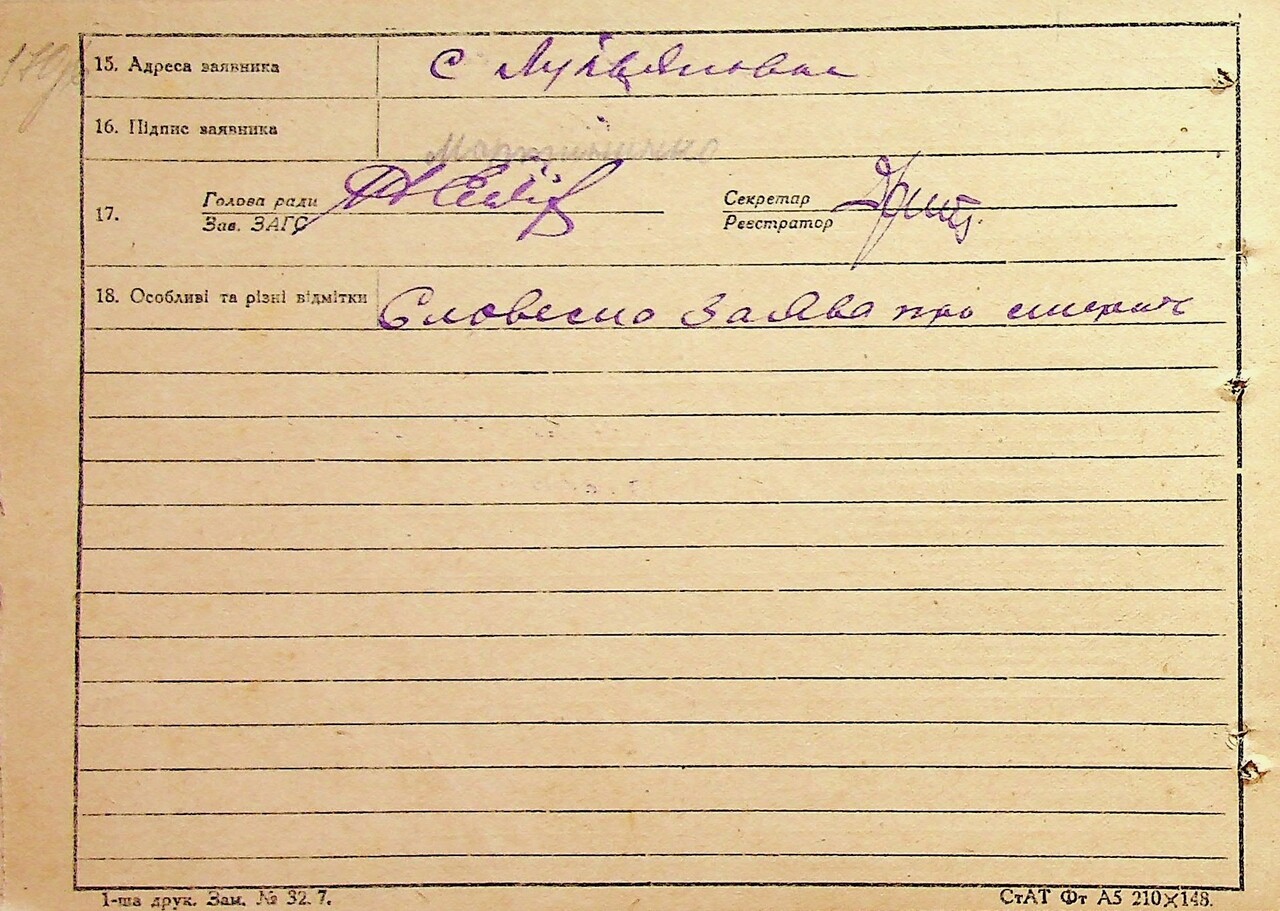 15. Адреса заявника с Лукʼяновка
16. Підпис заявника
17. Голова ради Секретар
Зав. ЗАГС Реєстратор
18. Особливі та різні відмітки Словесно заява про смерть
1-ша друк. Зам. № 32.7. СтАТ Фт А5 210×148.